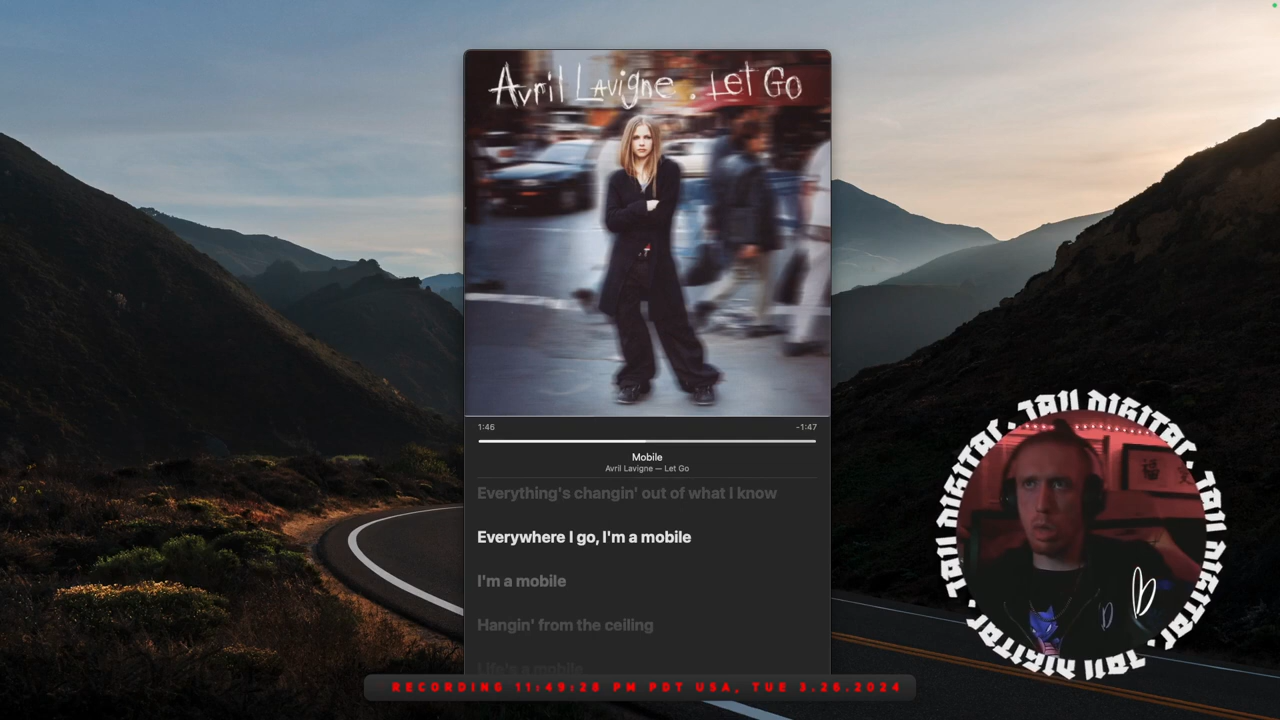 Avril Lavigne . Let Go
1:46
-1:47
Mobile
Avril Lavigne — Let Go
Everything's changin' out of what I know
Everywhere I go, I'm a mobile
I'm a mobile
Hangin' from the ceiling
Life's a mobile
RECORDING 11:49:28 PM PDT USA, TUE 3.26.2024